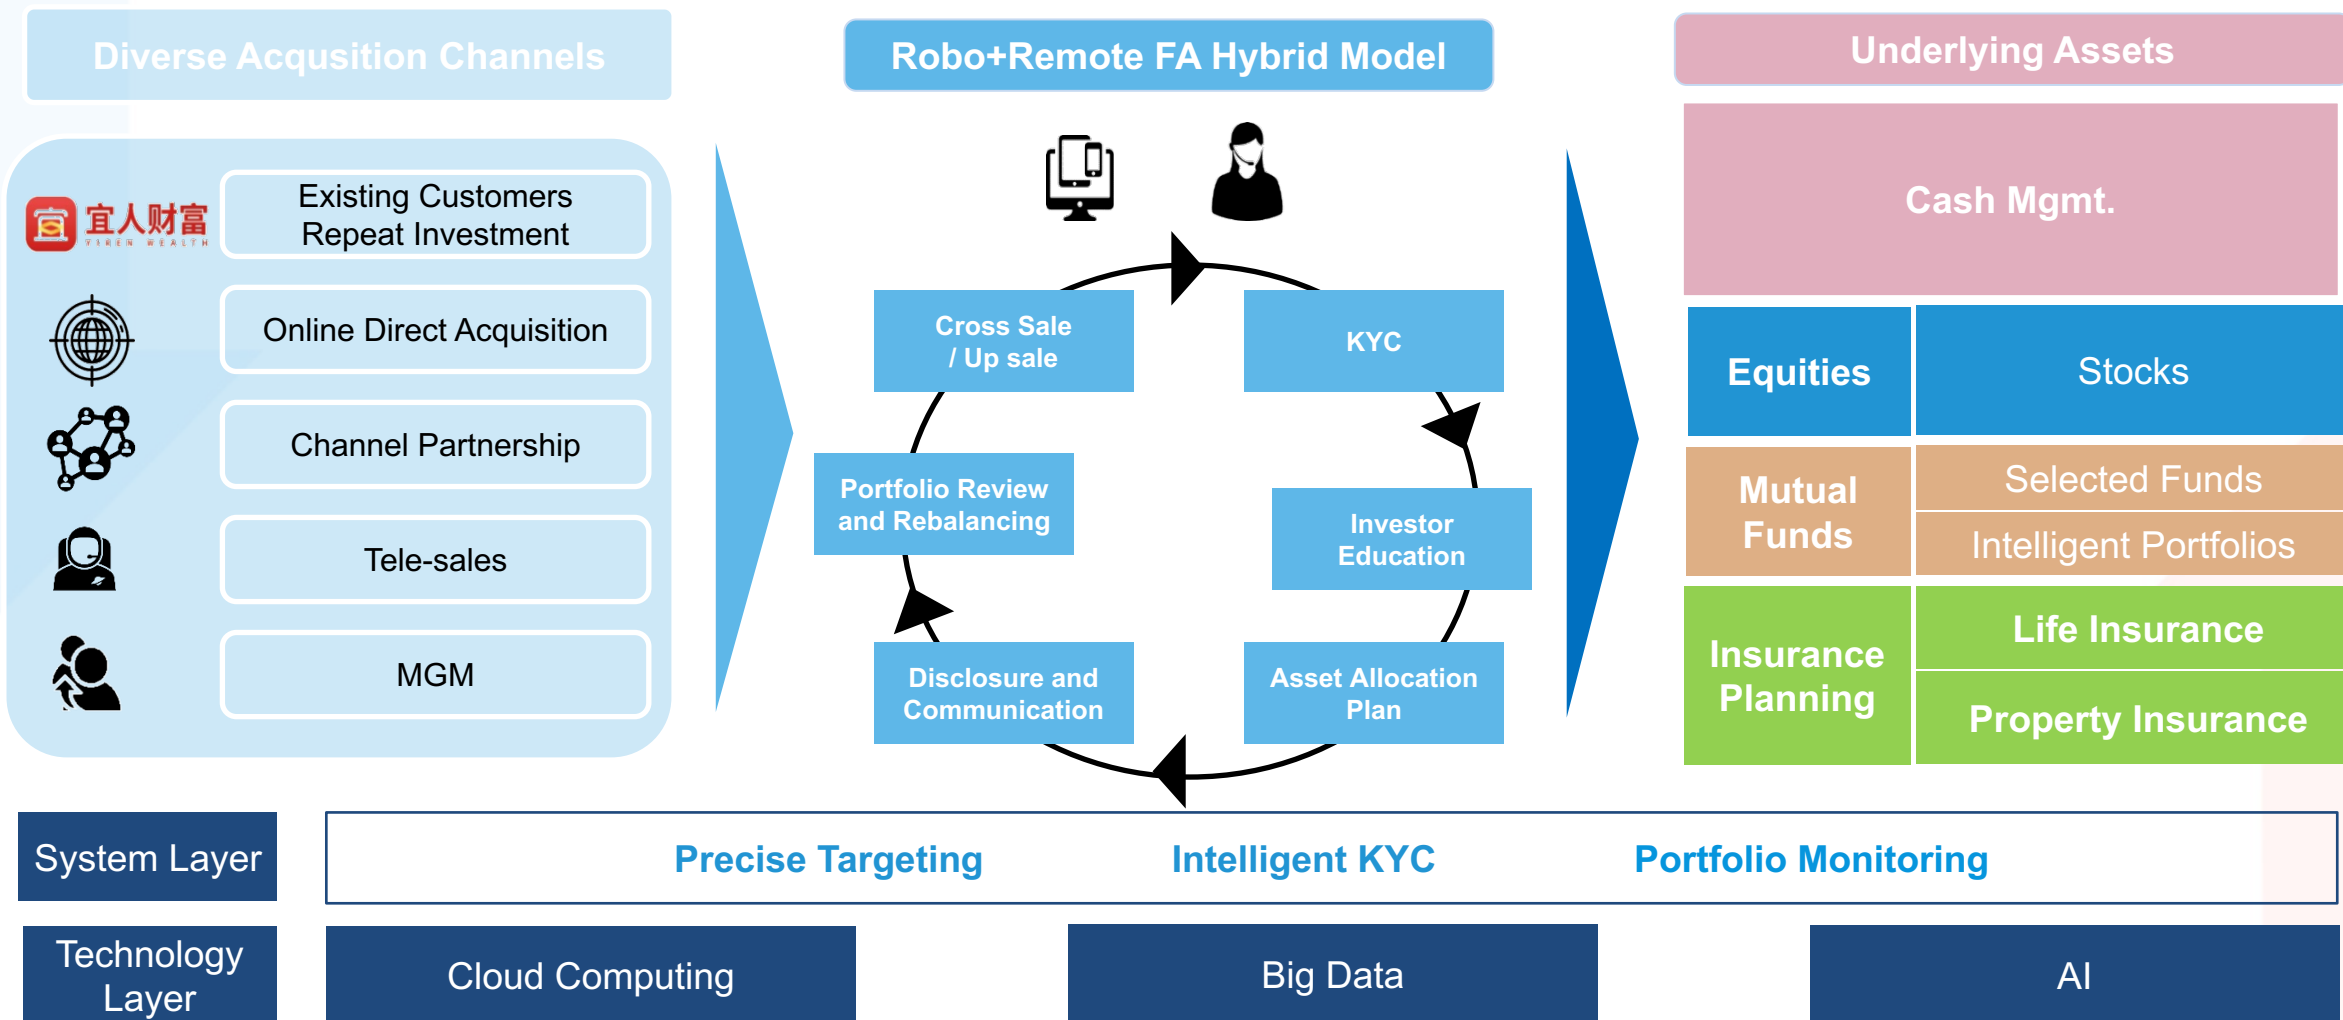 Diverse Acqusition Channels
宜人财富
YIREN WEALTH
Existing Customers
Repeat Investment
Online Direct Acquisition
Channel Partnership
Tele-sales
MGM
Robo+Remote FA Hybrid Model
Cross Sale
/ Up sale
KYC
Portfolio Review
and Rebalancing
Investor
Education
Disclosure and
Communication
Asset Allocation
Plan
Underlying Assets
Cash Mgmt.
Equities
Stocks
Mutual
Funds
Selected Funds
Intelligent Portfolios
Insurance
Planning
Life Insurance
Property Insurance
System Layer
Precise Targeting
Intelligent KYC
Portfolio Monitoring
Technology
Layer
Cloud Computing
Big Data
AI